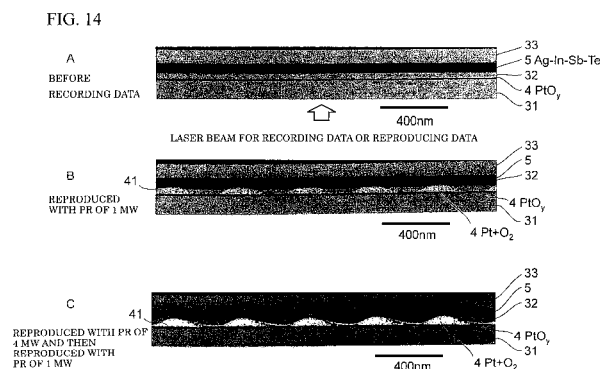 FIG. 14
A
BEFORE
RECORDING DATA
33
5 Ag-In-Sb-Te
32
4 PtOy
31
400nm
LASER BEAM FOR RECORDING DATA OR REPRODUCING DATA
B
41
REPRODUCED
WITH PR OF 1 MW
33
5
32
4 PtOy
31
4 Pt+O2
400nm
C
41
REPRODUCED WITH PR OF
4 MW AND THEN
REPRODUCED WITH
PR OF 1 MW
33
5
32
4 PtOy
31
4 Pt+O2
400nm